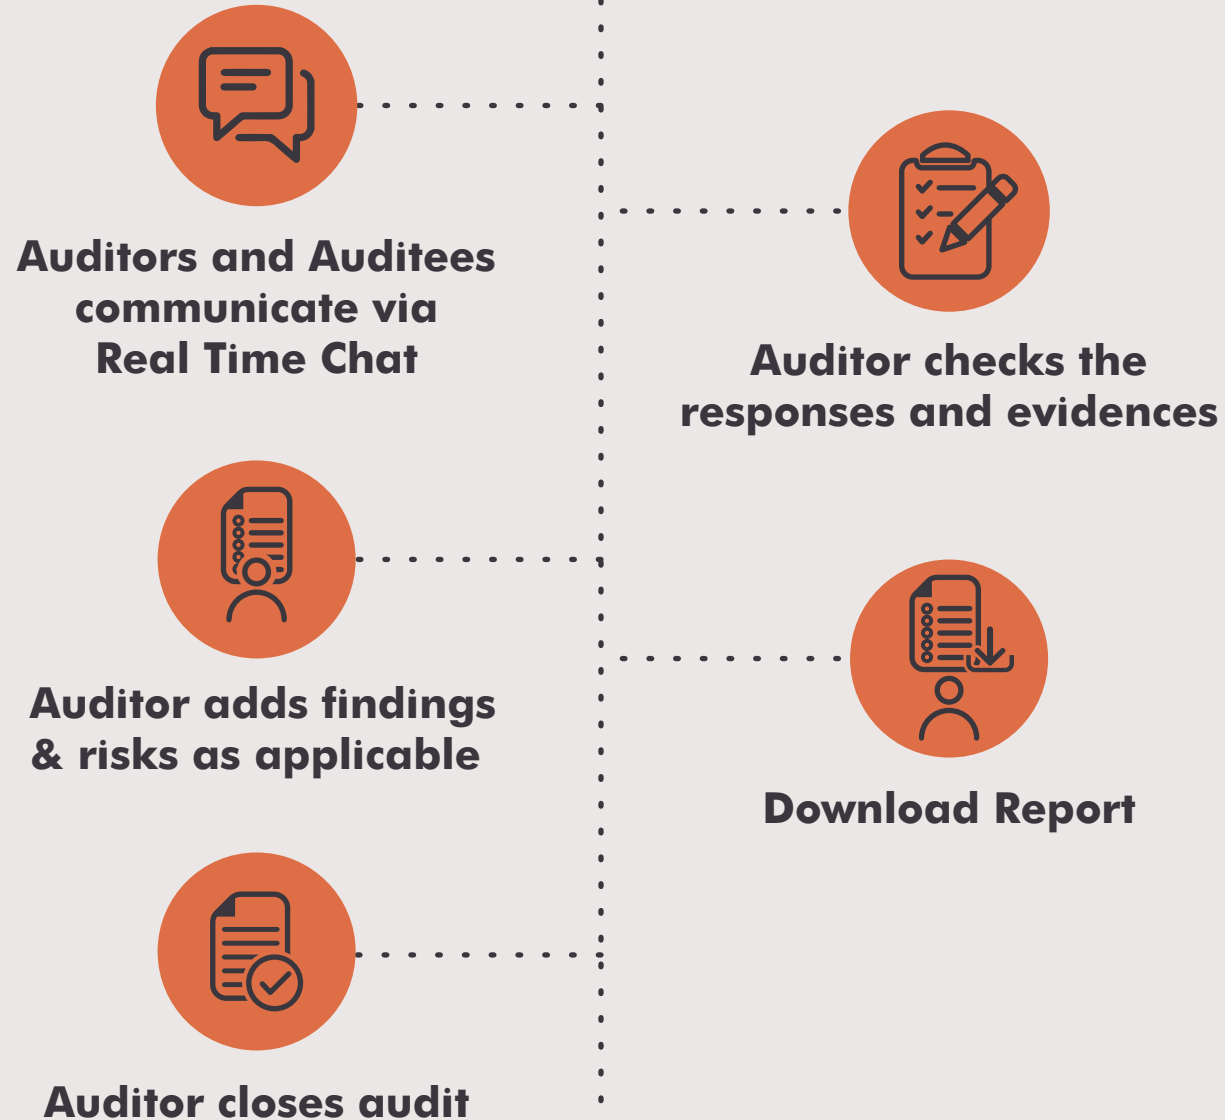 Auditors and Auditees
communicate via
Real Time Chat
Auditor checks the
responses and evidences
Auditor adds findings
& risks as applicable
Download Report
Auditor closes audit